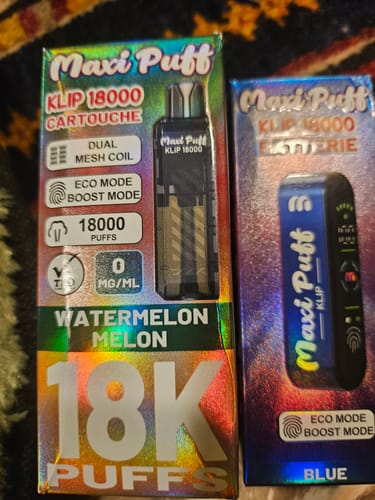 Maxi Puff
KLIP 18000
CARTOUCHE
DUAL
MESH COIL
ECO MODE
BOOST MODE
18000
PUFFS
0
MG/ML
Maxi Puff
KLIP 18000
WATERMELON
MELON
18K
PUFFS
Maxi Puff
KLIP 18000
BATTERIE
Maxi Puff
KLIP
ECO MODE
BOOST MODE
BLUE